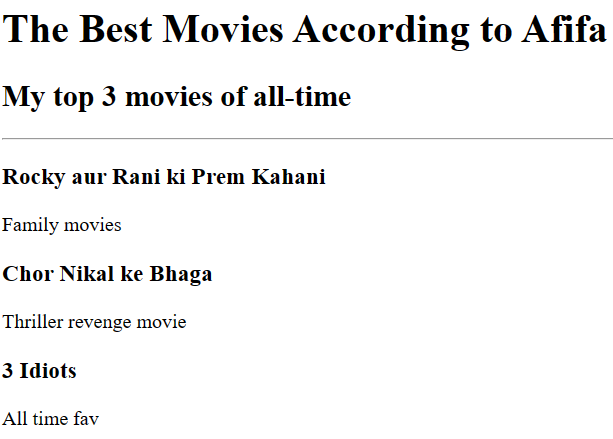 The Best Movies According to Afifa
My top 3 movies of all-time
Rocky aur Rani ki Prem Kahani
Family movies
Chor Nikal ke Bhaga
Thriller revenge movie
3 Idiots
All time fav